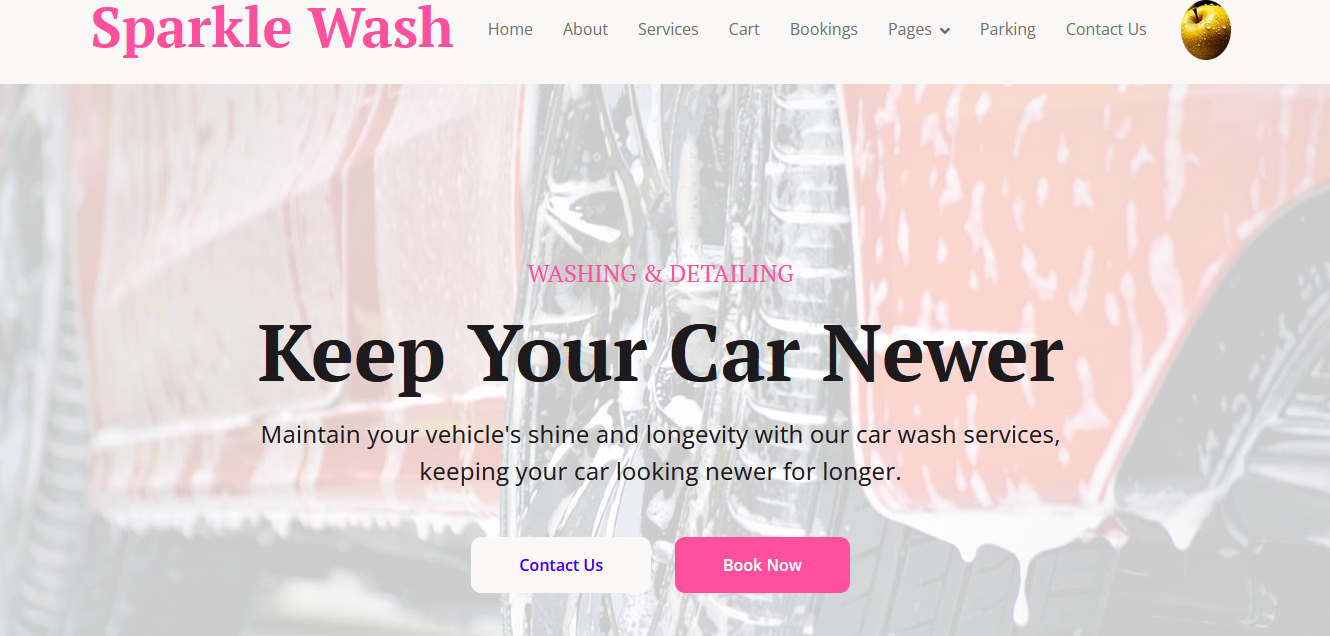 Sparkle Wash
Home About Services Cart Bookings Pages Parking Contact Us
WASHING & DETAILING
Keep Your Car Newer
Maintain your vehicle's shine and longevity with our car wash services,
keeping your car looking newer for longer.
Contact Us Book Now